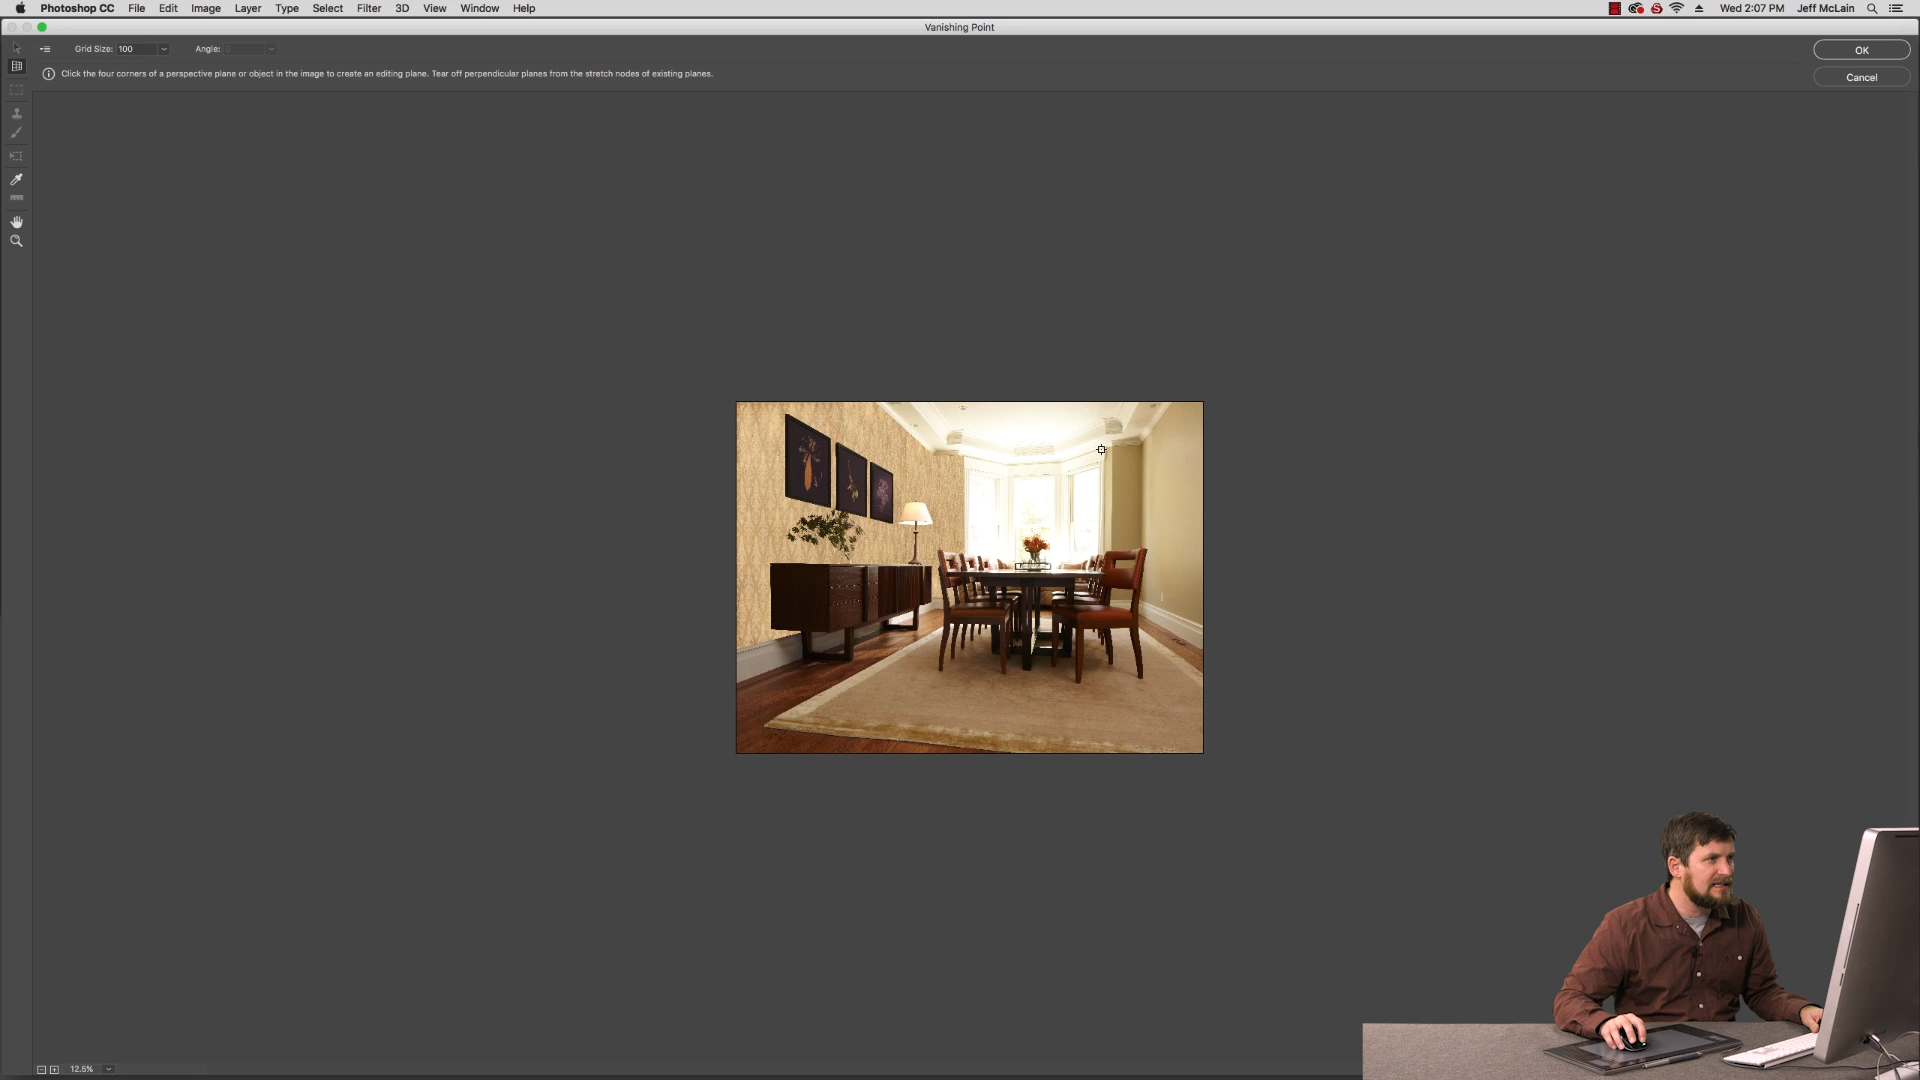 Photoshop CC File Edit Image Layer Type Select Filter 3D View Window Help Wed 2:07 PM Jeff McLain
Vanishing Point
Grid Size: 100 Angle: OK
Click the four corners of a perspective plane or object in the image to create an editing plane. Tear off perpendicular planes from the stretch nodes of existing planes.
Cancel
12.5%